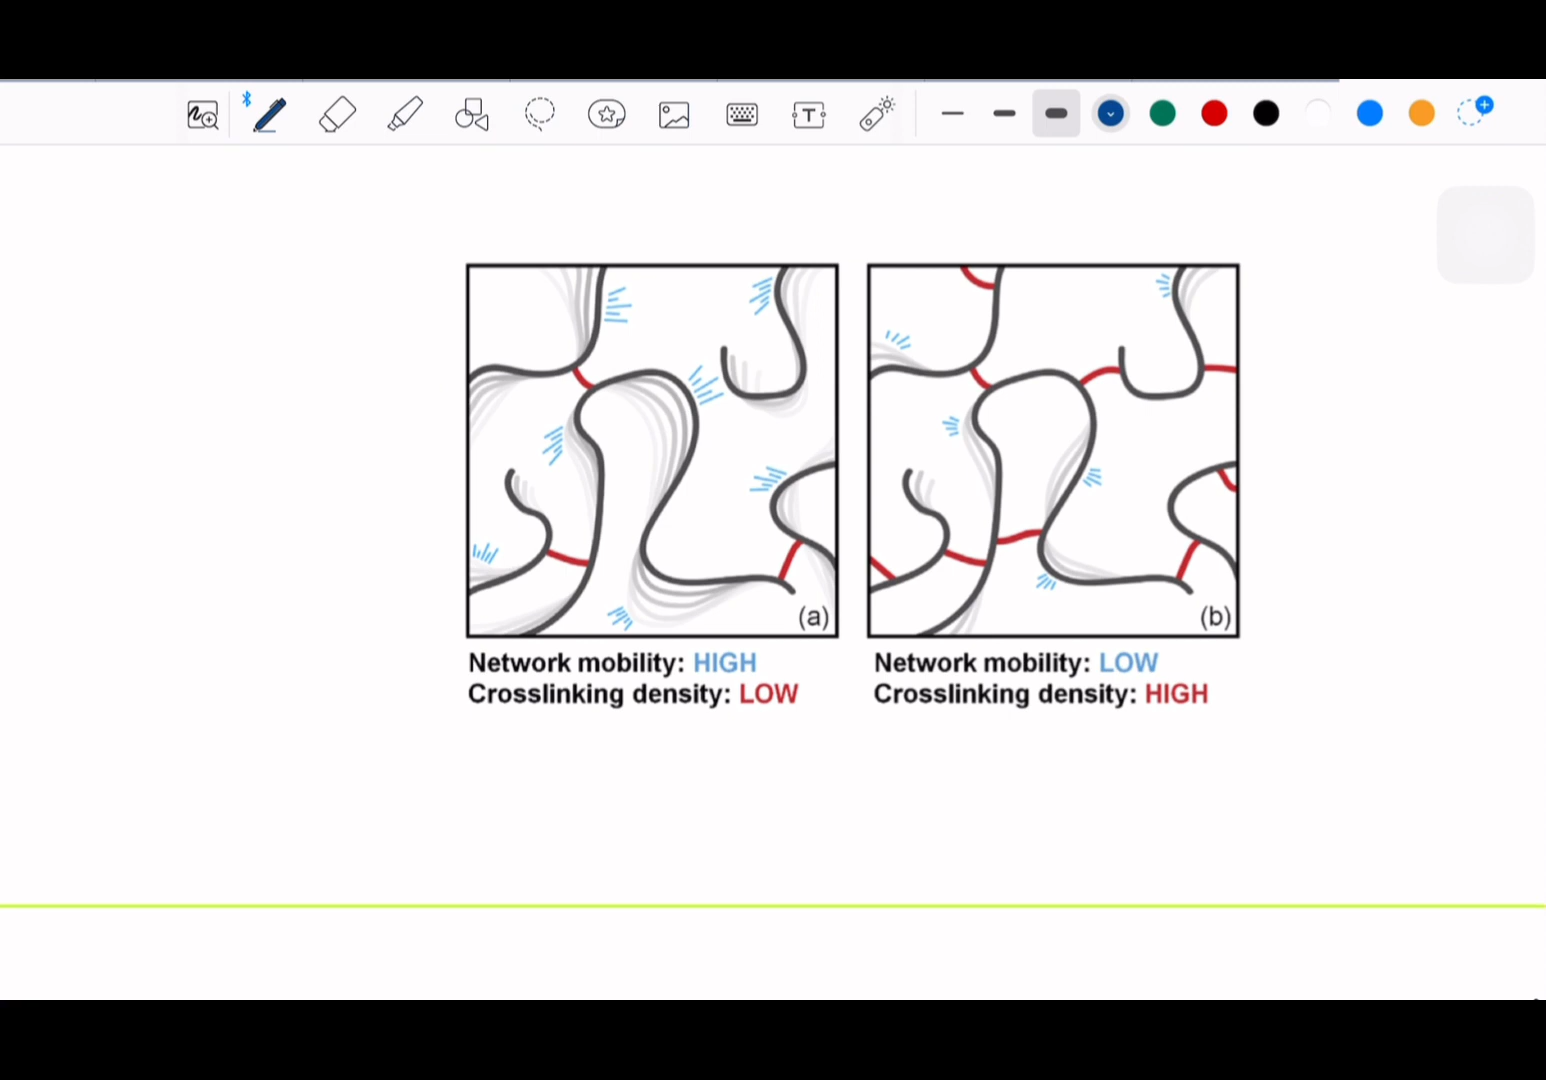 T
(a)
(b)
Network mobility: HIGH
Crosslinking density: LOW
Network mobility: LOW
Crosslinking density: HIGH